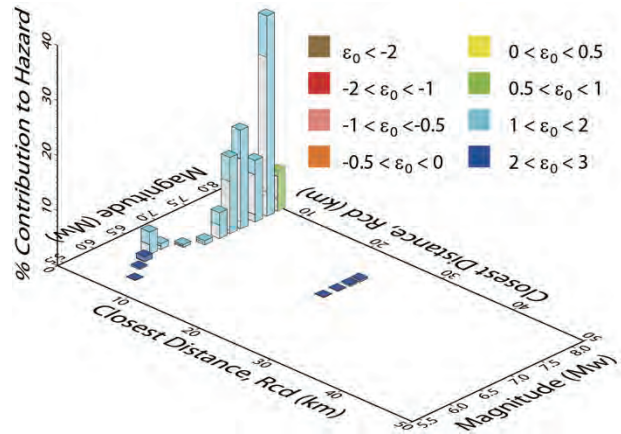 % Contribution to Hazard
40
30
20
10
0
ε0 < -2
-2 < ε0 < -1
-1 < ε0 < -0.5
-0.5 < ε0 < 0
0 < ε0 < 0.5
0.5 < ε0 < 1
1 < ε0 < 2
2 < ε0 < 3
Magnitude (Mw)
5.5
6.0
6.5
7.0
7.5
8.0
Closest Distance, Rcd (km)
10
20
30
40
50
Closest Distance, Rcd (km)
10
20
30
40
50
Magnitude (Mw)
5.5
6.0
6.5
7.0
7.5
8.0